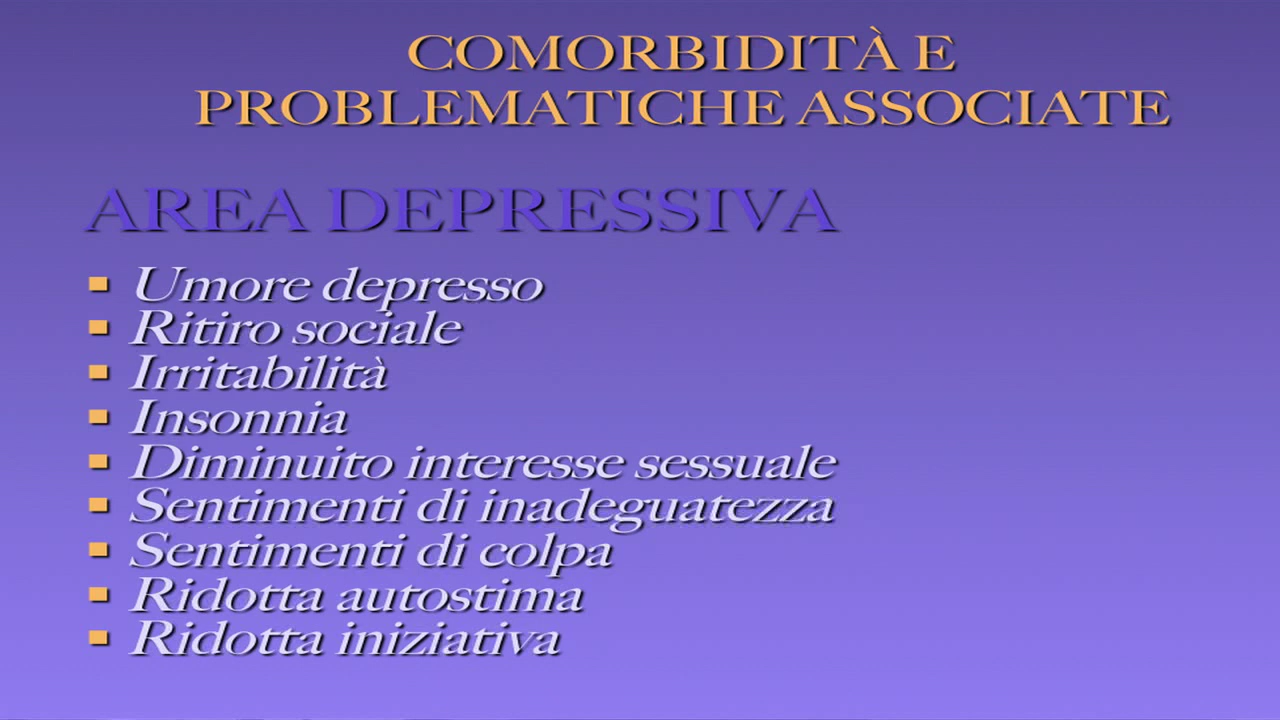 COMORBIDITÀ E
PROBLEMATICHE ASSOCIATE
AREA DEPRESSIVA
Umore depresso
Ritiro sociale
Irritabilità
Insonnia
Diminuito interesse sessuale
Sentimenti di inadeguatezza
Sentimenti di colpa
Ridotta autostima
Ridotta iniziativa